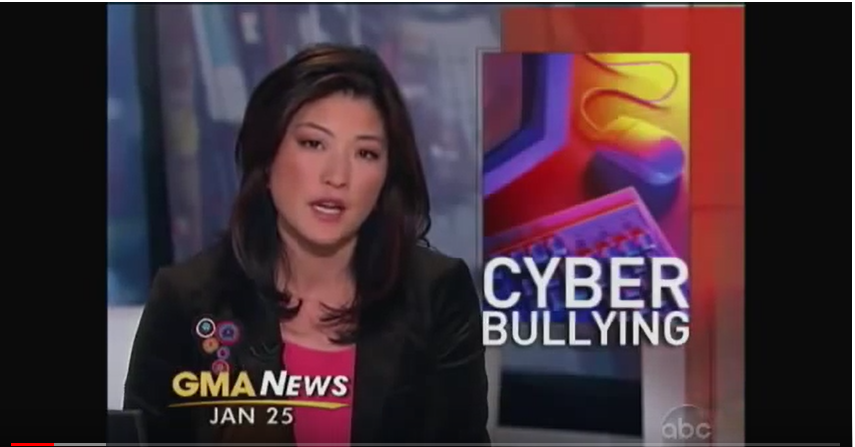 CYBER
BULLYING
GMA NEWS
JAN 25
abc